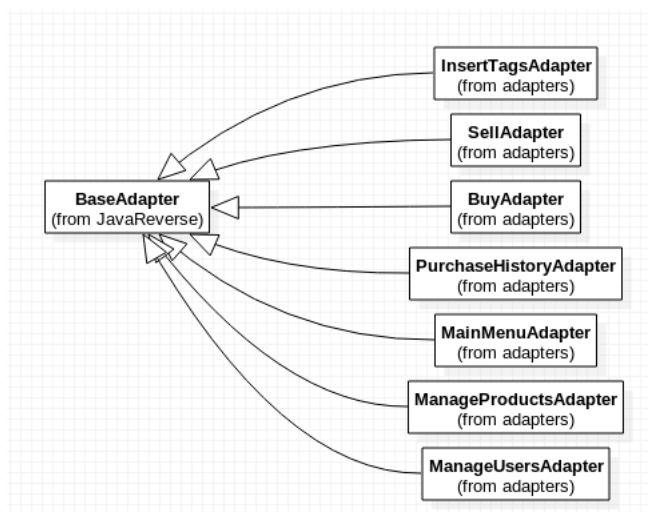 InsertTagsAdapter
(from adapters)
SellAdapter
(from adapters)
BaseAdapter
(from JavaReverse)
BuyAdapter
(from adapters)
PurchaseHistoryAdapter
(from adapters)
MainMenuAdapter
(from adapters)
ManageProductsAdapter
(from adapters)
ManageUsersAdapter
(from adapters)